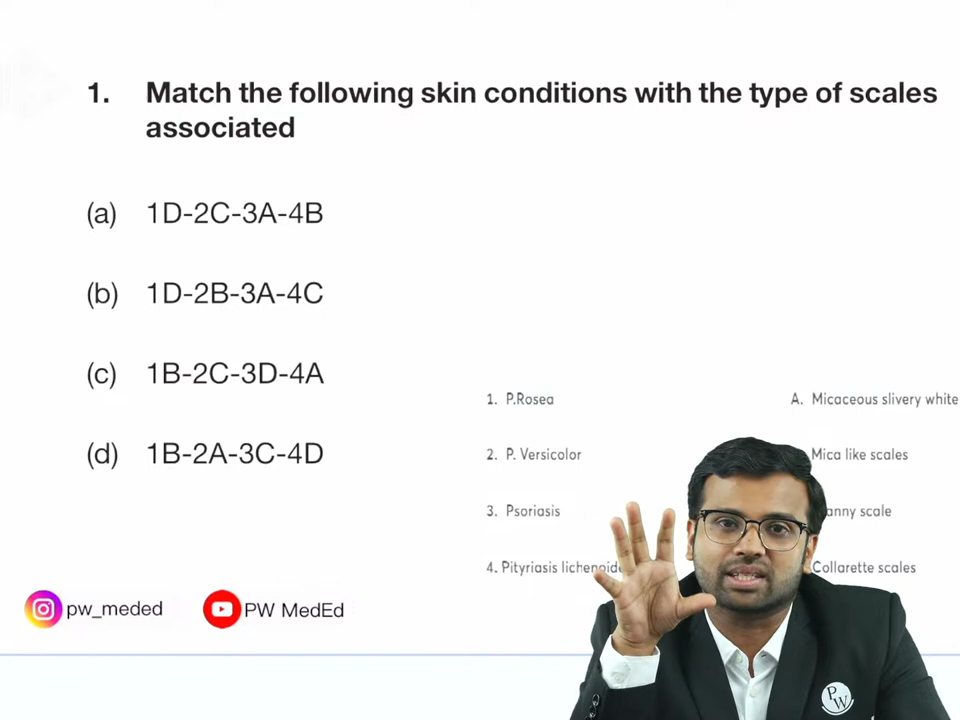 1. Match the following skin conditions with the type of scales
associated
(a) 1D-2C-3A-4B
(b) 1D-2B-3A-4C
(c) 1B-2C-3D-4A
(d) 1B-2A-3C-4D
1. P.Rosea A. Micaceous slivery white
2. P. Versicolor Mica like scales
3. Psoriasis scale
4. Pityriasis Collarette scales
pw_meded PW MedEd
PW